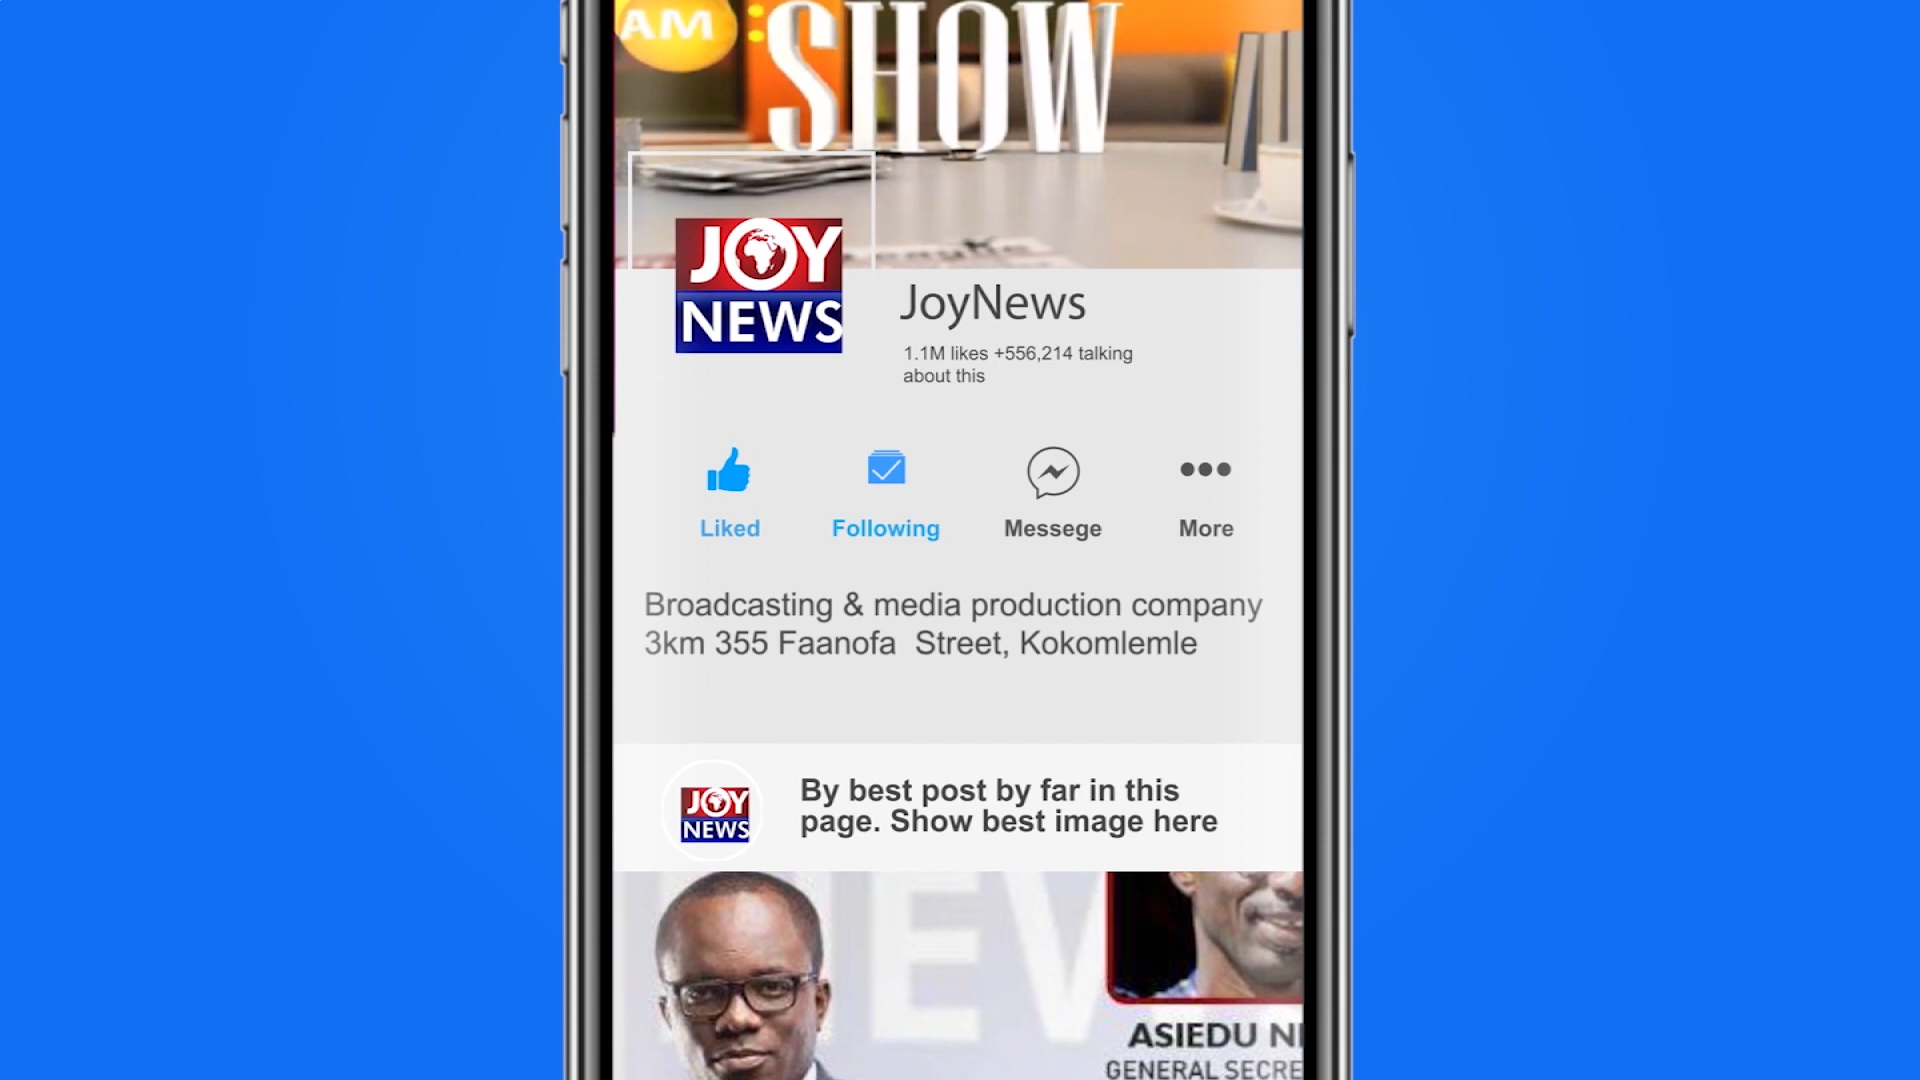 AM
SHOW
JOY
NEWS
JoyNews
1.1M likes +556,214 talking
about this
Liked
Following
Messege
More
Broadcasting & media production company
3km 355 Faanofa Street, Kokomlemle
JOY
NEWS
By best post by far in this
page. Show best image here
NEW
ASIEDU
GENERAL